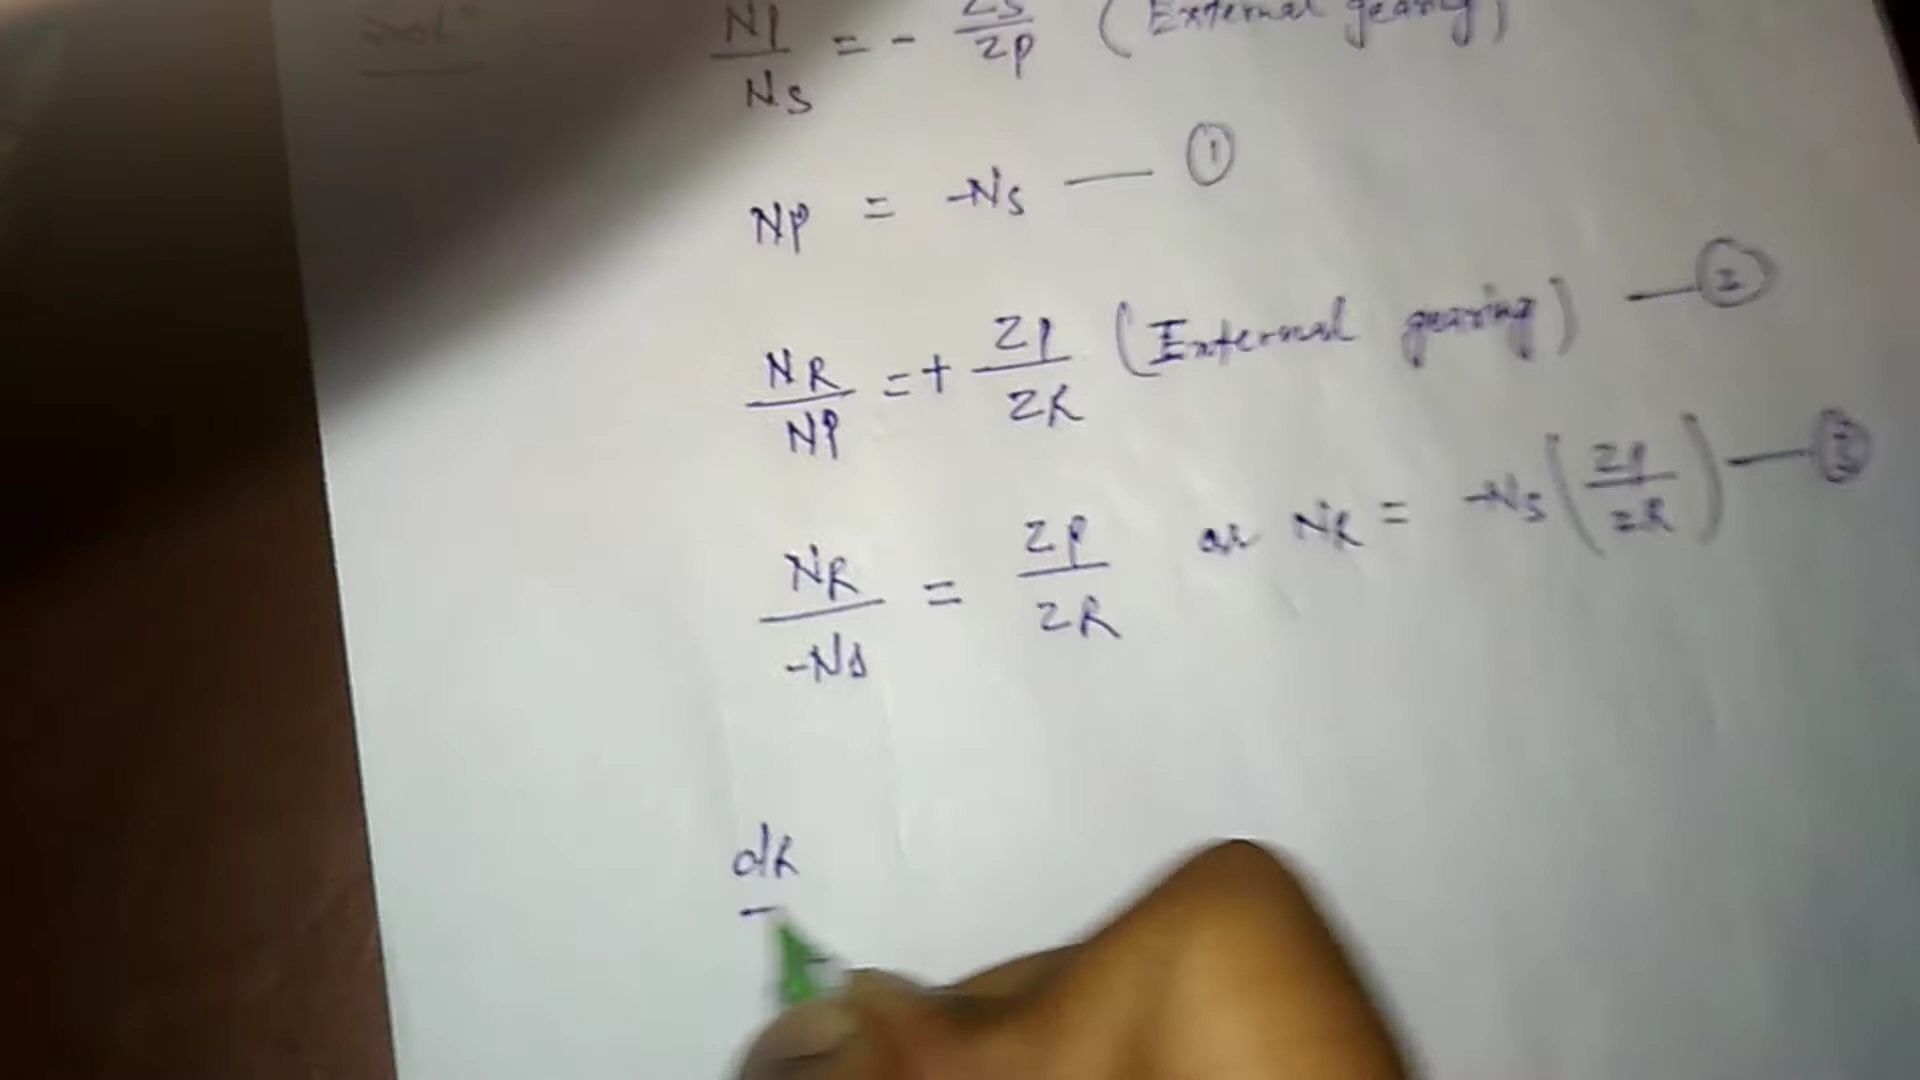 Sol^n
NP/NS = - ZS/ZP (External gearing)
NP = -NS — ①
NR/NP = + ZP/ZR (External gearing) — ②
NR/-NS = ZP/ZR or NR = -NS (ZP/ZR) — ③
dR